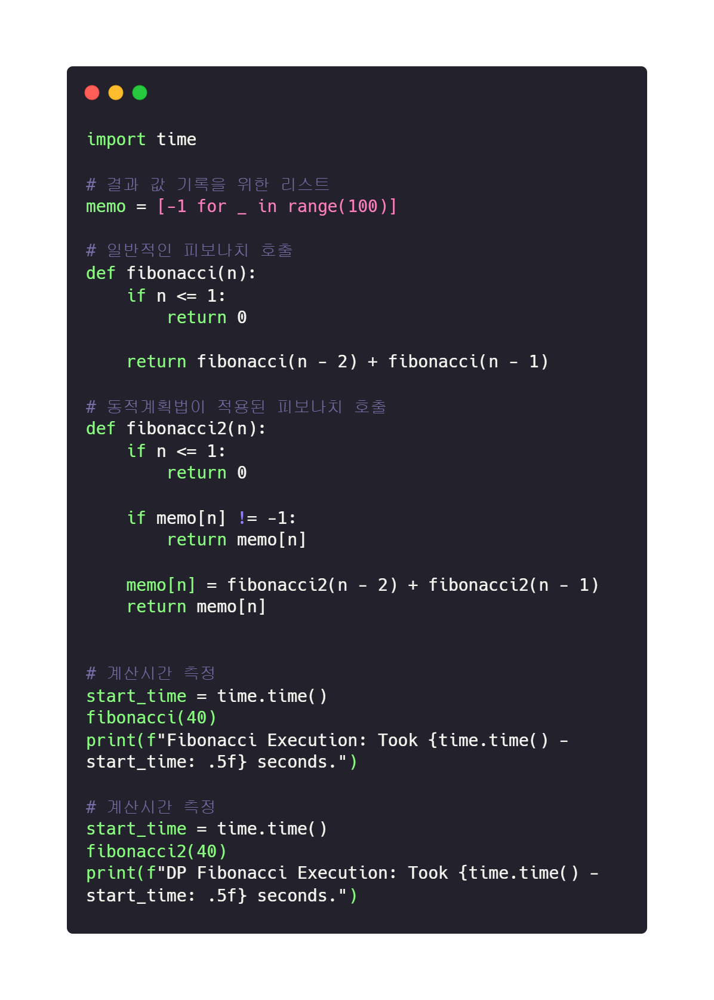 import time

# 결과 값 기록을 위한 리스트
memo = [-1 for _ in range(100)]

# 일반적인 피보나치 호출
def fibonacci(n):
    if n <= 1:
        return 0

    return fibonacci(n - 2) + fibonacci(n - 1)

# 동적계획법이 적용된 피보나치 호출
def fibonacci2(n):
    if n <= 1:
        return 0

    if memo[n] != -1:
        return memo[n]

    memo[n] = fibonacci2(n - 2) + fibonacci2(n - 1)
    return memo[n]


# 계산시간 측정
start_time = time.time()
fibonacci(40)
print(f"Fibonacci Execution: Took {time.time() -
start_time: .5f} seconds.")

# 계산시간 측정
start_time = time.time()
fibonacci2(40)
print(f"DP Fibonacci Execution: Took {time.time() -
start_time: .5f} seconds.")